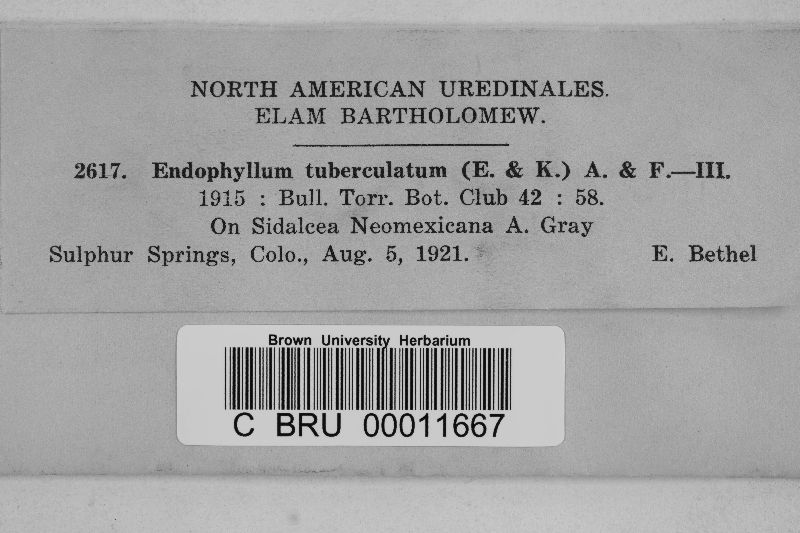 NORTH AMERICAN UREDINALES.
ELAM BARTHOLOMEW.
2617. Endophyllum tuberculatum (E. & K.) A. & F.—III.
1915 : Bull. Torr. Bot. Club 42 : 58.
On Sidalcea Neomexicana A. Gray
Sulphur Springs, Colo., Aug. 5, 1921. E. Bethel
Brown University Herbarium
C BRU 00011667